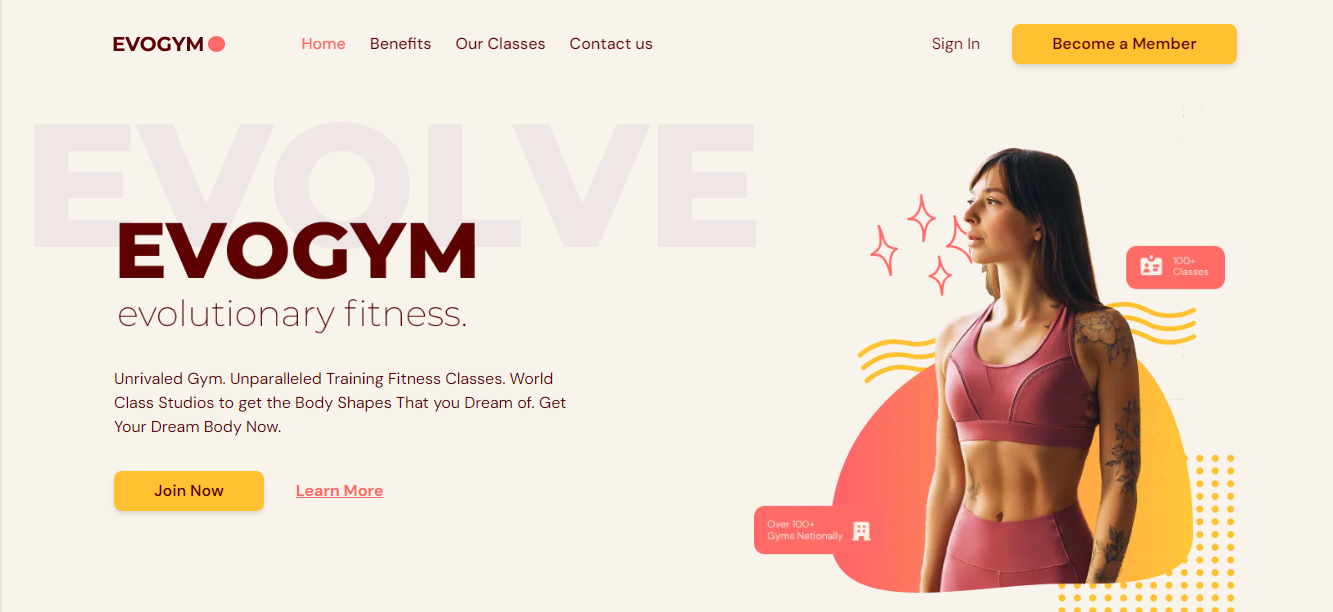 EVOGYM
Home Benefits Our Classes Contact us
Sign In
Become a Member
EVOLVE
EVOGYM
evolutionary fitness.
Unrivaled Gym. Unparalleled Training Fitness Classes. World
Class Studios to get the Body Shapes That you Dream of. Get
Your Dream Body Now.
Join Now
Learn More
100+
Classes
Over 100+
Gyms Nationally